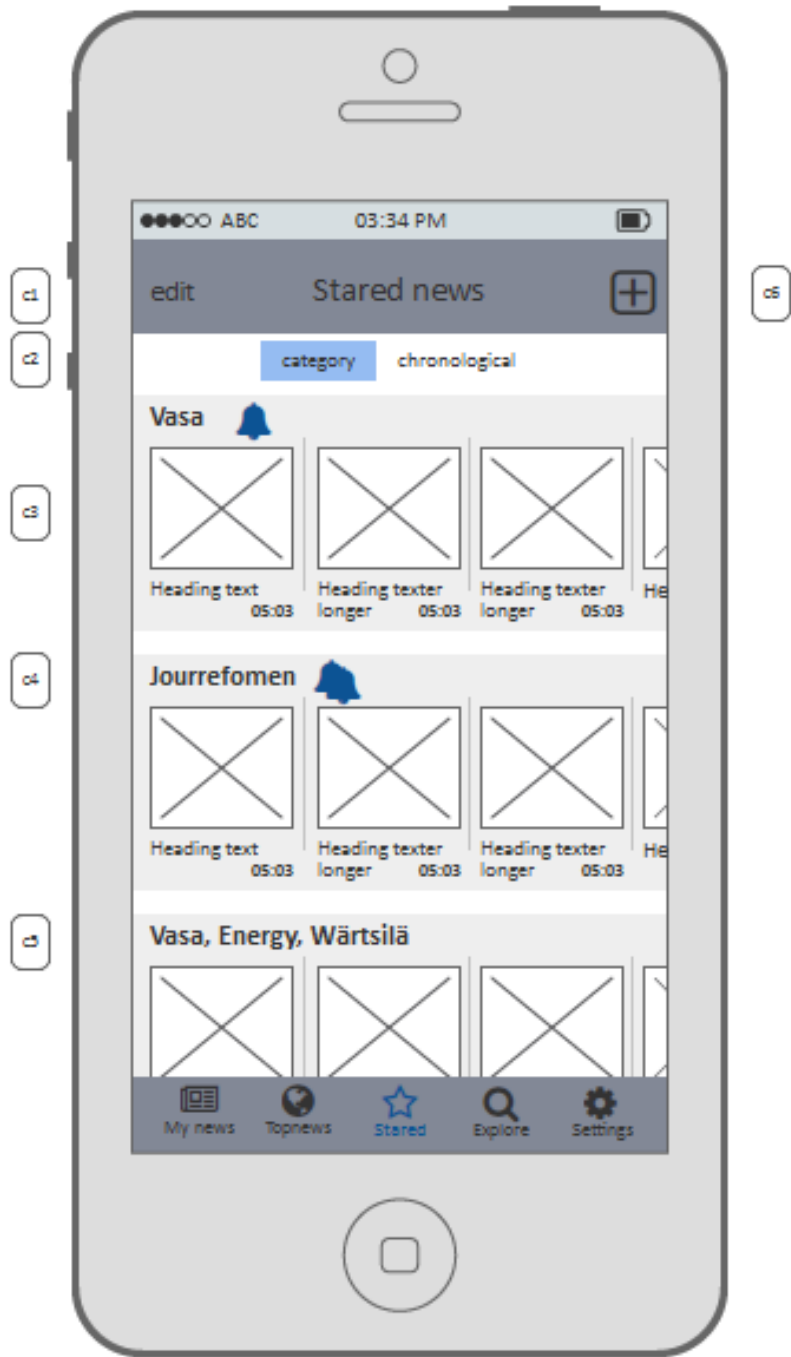 ABC 03:34 PM
c1 edit Stared news c6
c2 category chronological
Vasa
c3
Heading text Heading texter Heading texter He
05:03 longer 05:03 longer 05:03
c4 Jourrefomen
Heading text Heading texter Heading texter He
05:03 longer 05:03 longer 05:03
Vasa, Energy, Wärtsilä
My news Topnews Stared Explore Settings